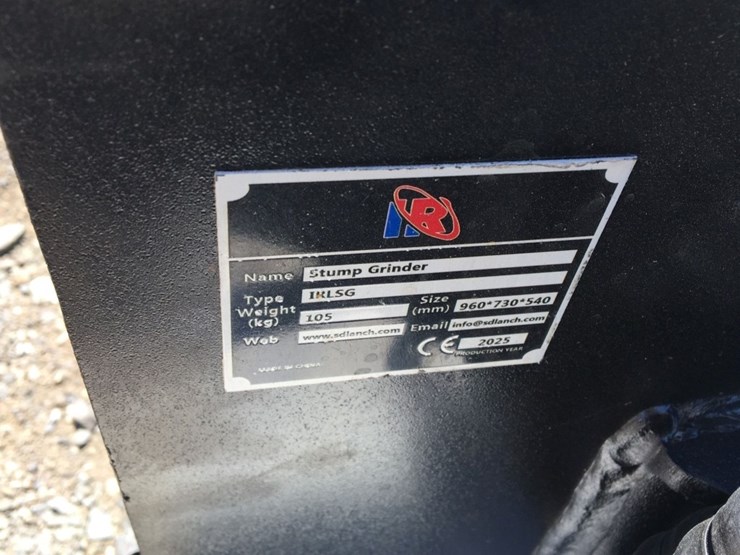 IR
Name Stump Grinder
Type IRLSG
Weight (kg) 105 Size (mm) 960*730*540
Web www.sdlanch.com Email info@sdlanch.com
CE 2025
PRODUCTION YEAR